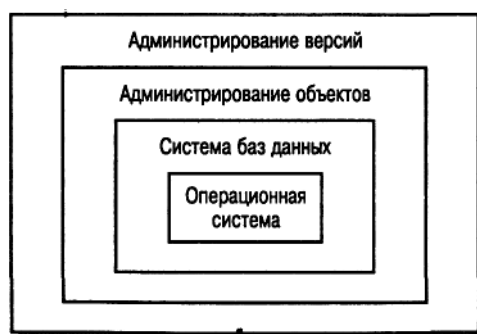 Администрирование версий
Администрирование объектов
Система баз данных
Операционная
система